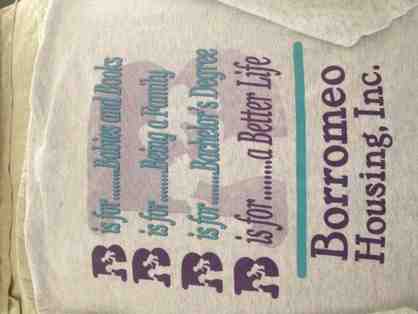 B is for......Babies and Books
B is for......Being a Family
B is for......Bachelor's Degree
B is for.........a Better Life
Borromeo
Housing, Inc.